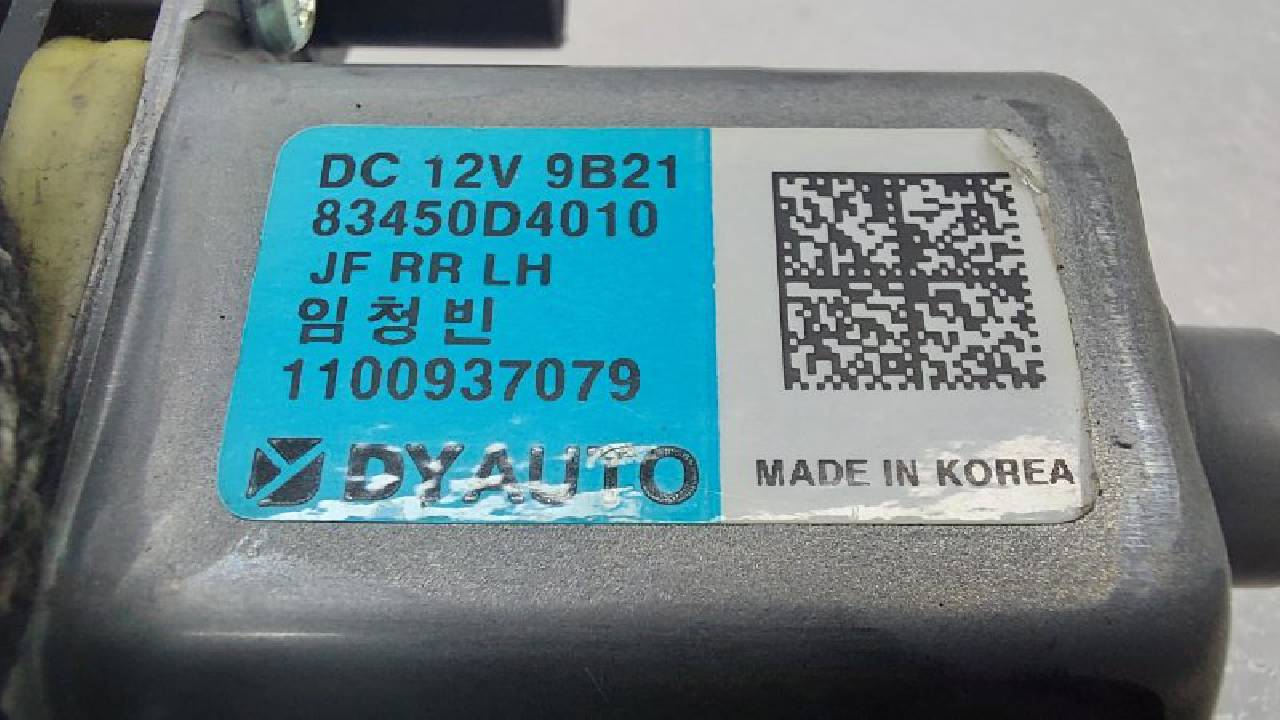 DC 12V 9B21
83450D4010
JF RR LH
임청빈
1100937079
DYAUTO
MADE IN KOREA